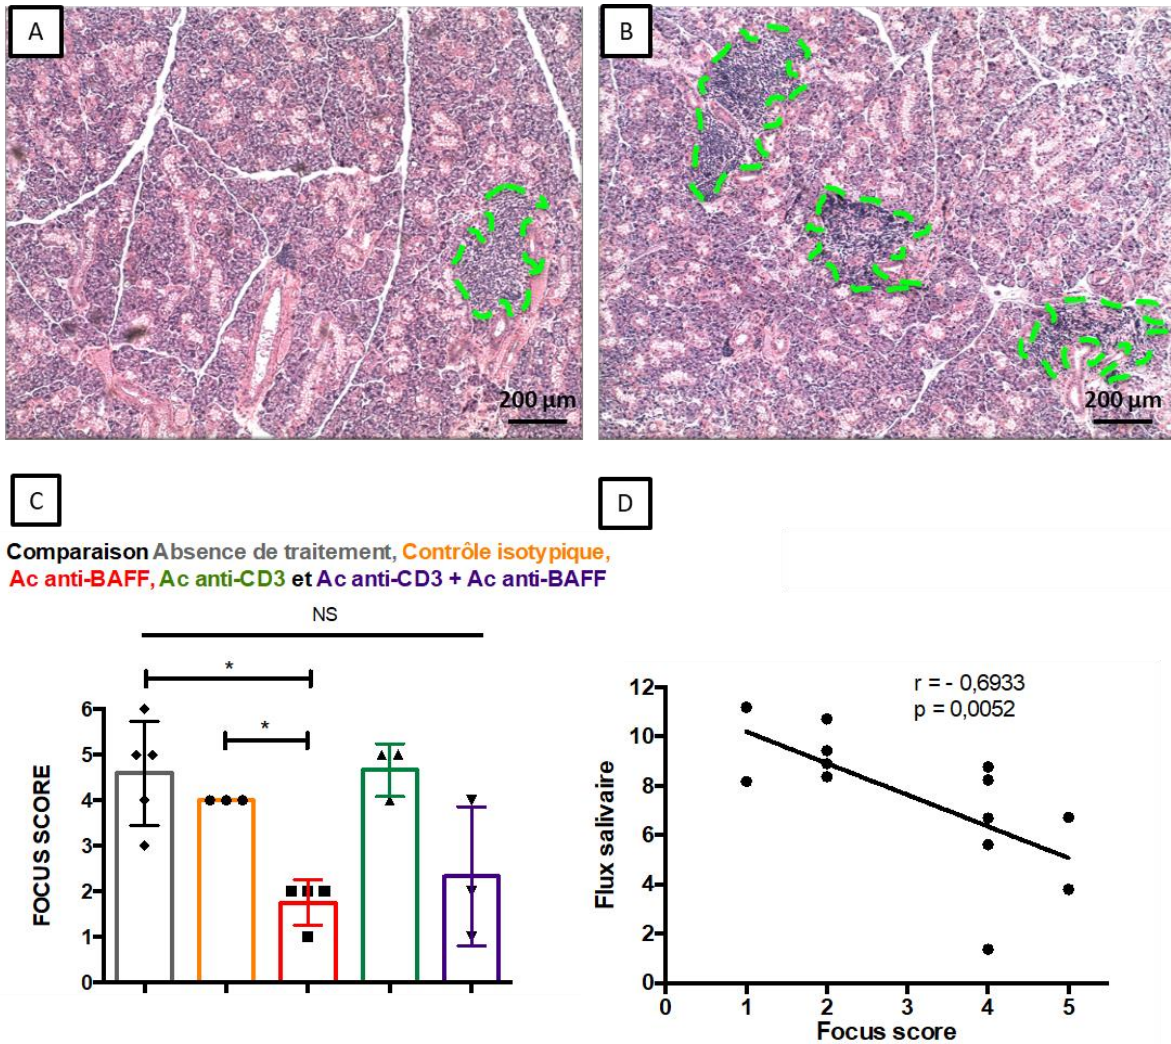 A
B
200 µm
200 µm
C
D
Comparaison Absence de traitement, Contrôle isotypique,
Ac anti-BAFF, Ac anti-CD3 et Ac anti-CD3 + Ac anti-BAFF
NS
*
*
FOCUS SCORE
6
5
4
3
2
1
0
r = - 0,6933
p = 0,0052
Flux salivaire
12
10
8
6
4
2
0
0 1 2 3 4 5
Focus score